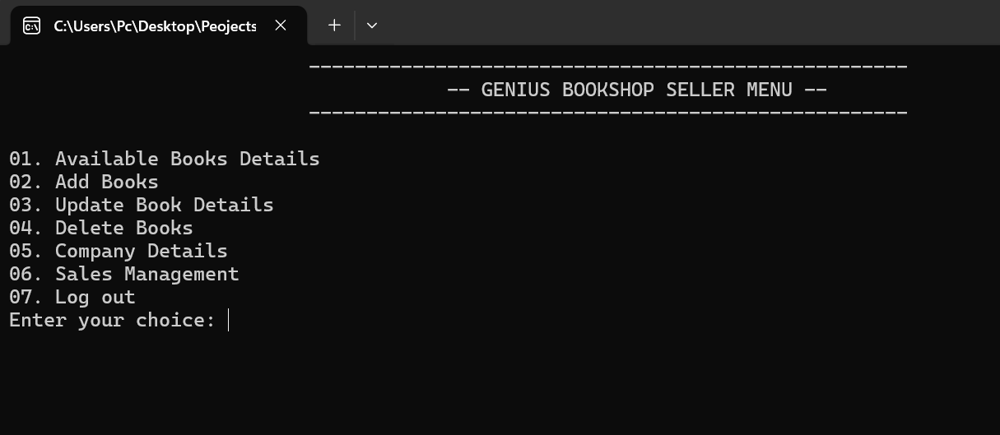 C:\Users\Pc\Desktop\Peojects
----------------------------------------------------
-- GENIUS BOOKSHOP SELLER MENU --
----------------------------------------------------
01. Available Books Details
02. Add Books
03. Update Book Details
04. Delete Books
05. Company Details
06. Sales Management
07. Log out
Enter your choice: